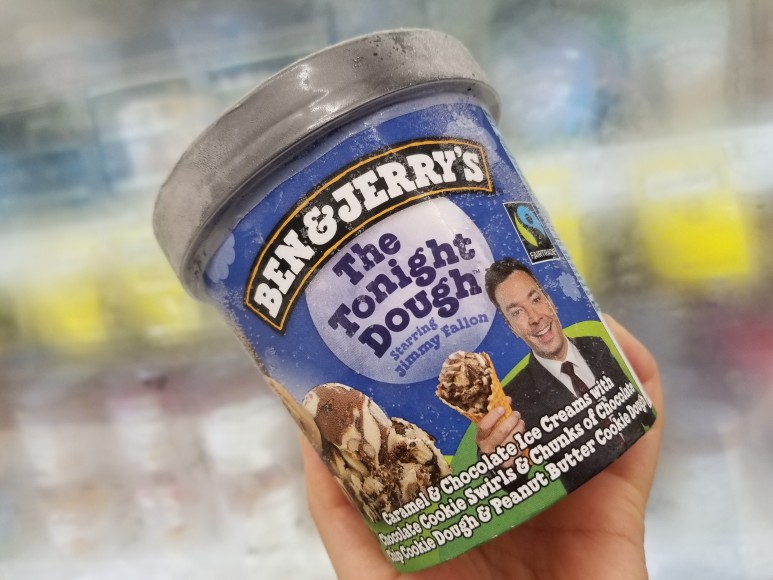 BEN & JERRY'S
The
Tonight
Dough™
Starring
Jimmy Fallon
FAIRTRADE
Caramel & Chocolate Ice Creams with
Chocolate Cookie Swirls & Chunks of Chocolate
Chip Cookie Dough & Peanut Butter Cookie Dough